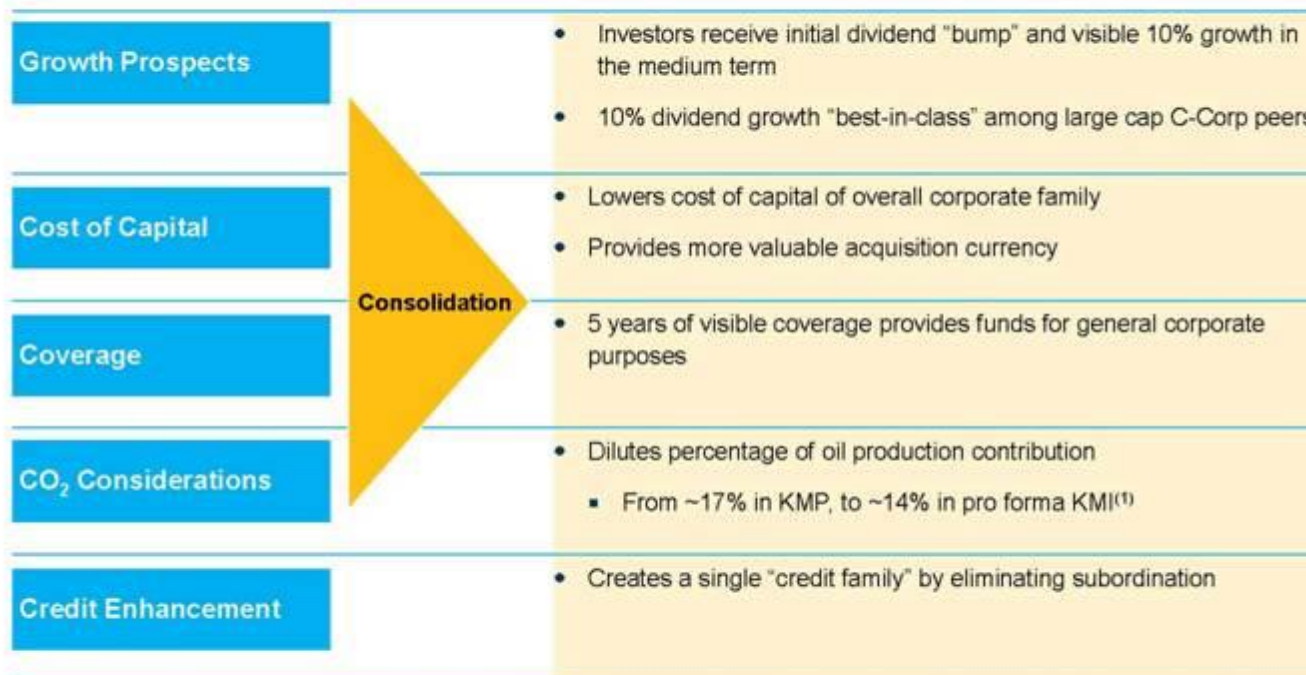 Growth Prospects
• Investors receive initial dividend “bump” and visible 10% growth in
the medium term
• 10% dividend growth “best-in-class” among large cap C-Corp peers
Cost of Capital
• Lowers cost of capital of overall corporate family
• Provides more valuable acquisition currency
Consolidation
Coverage
• 5 years of visible coverage provides funds for general corporate
purposes
CO₂ Considerations
• Dilutes percentage of oil production contribution
▪ From ~17% in KMP, to ~14% in pro forma KMI⁽¹⁾
Credit Enhancement
• Creates a single “credit family” by eliminating subordination